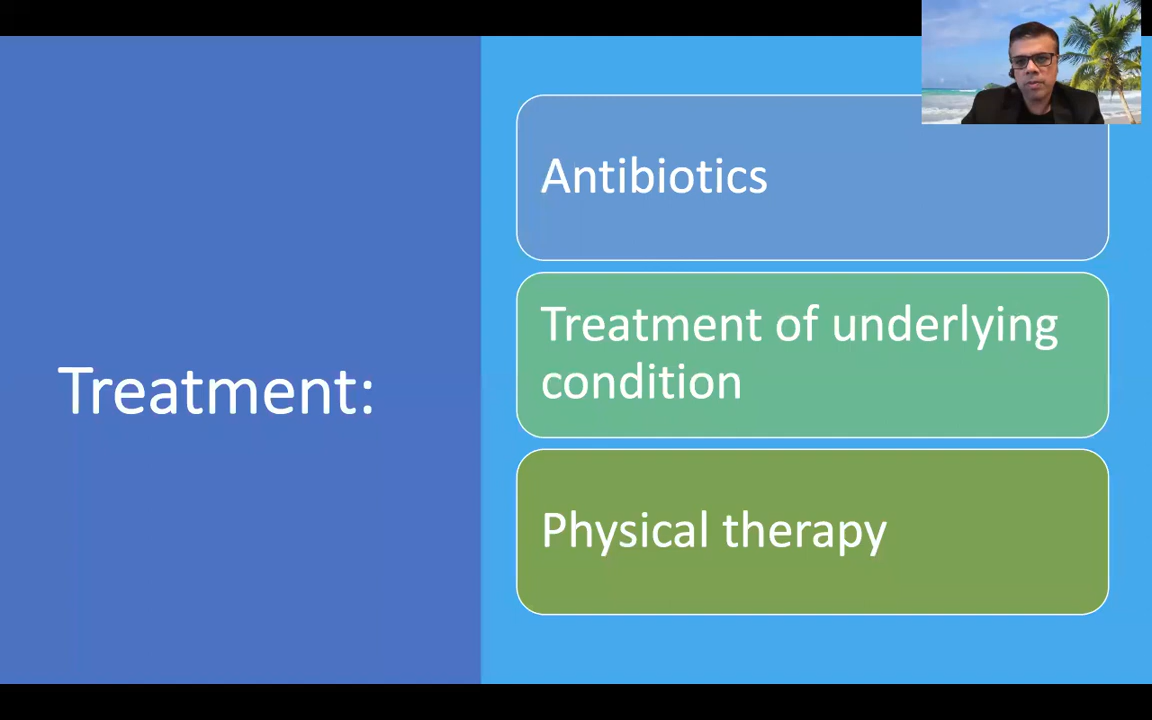 Treatment:
Antibiotics
Treatment of underlying
condition
Physical therapy